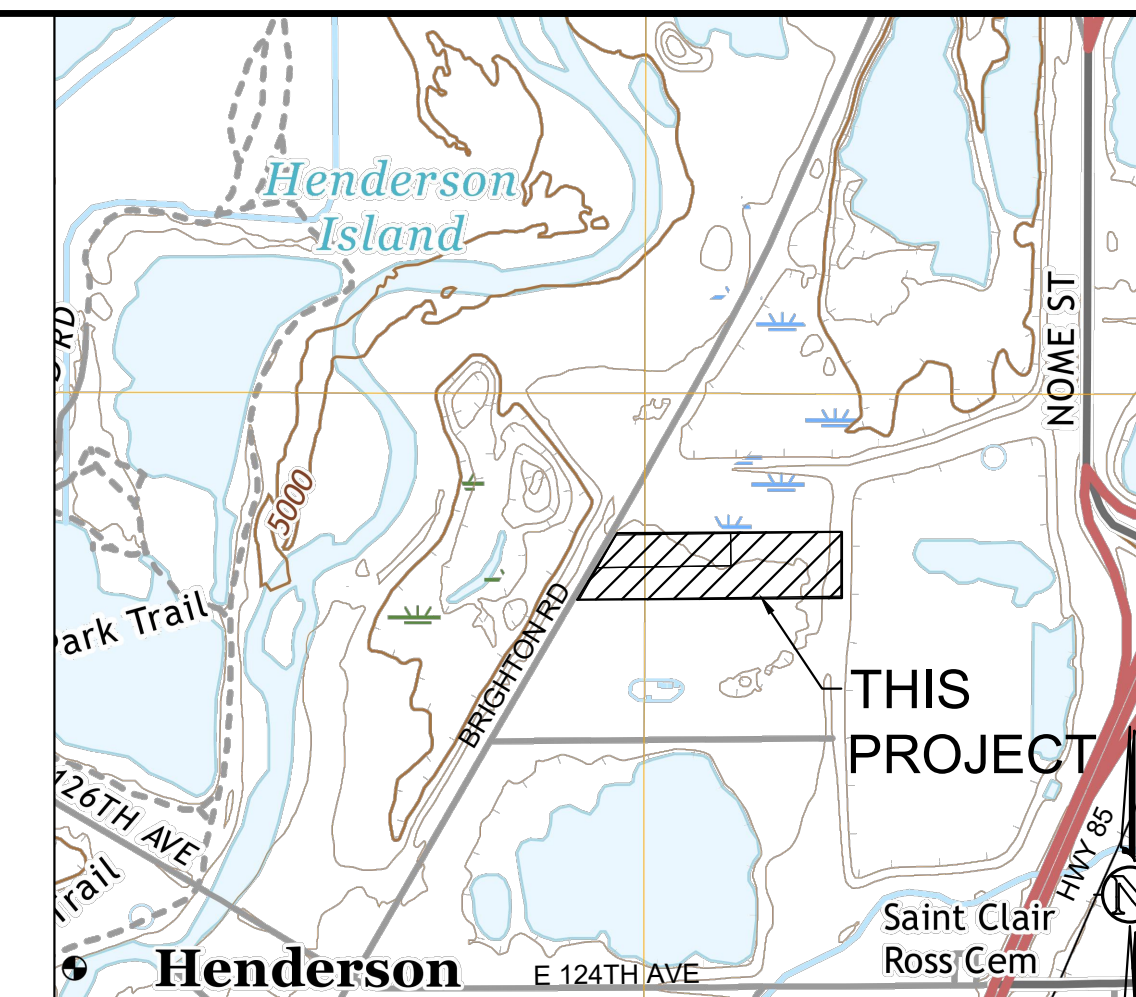 Henderson
Island
RD
NOME ST
5000
BRIGHTON RD
Park Trail
THIS
PROJECT
126TH AVE
Trail
HWY 85
N
Saint Clair
Ross Cem
Henderson
E 124TH AVE